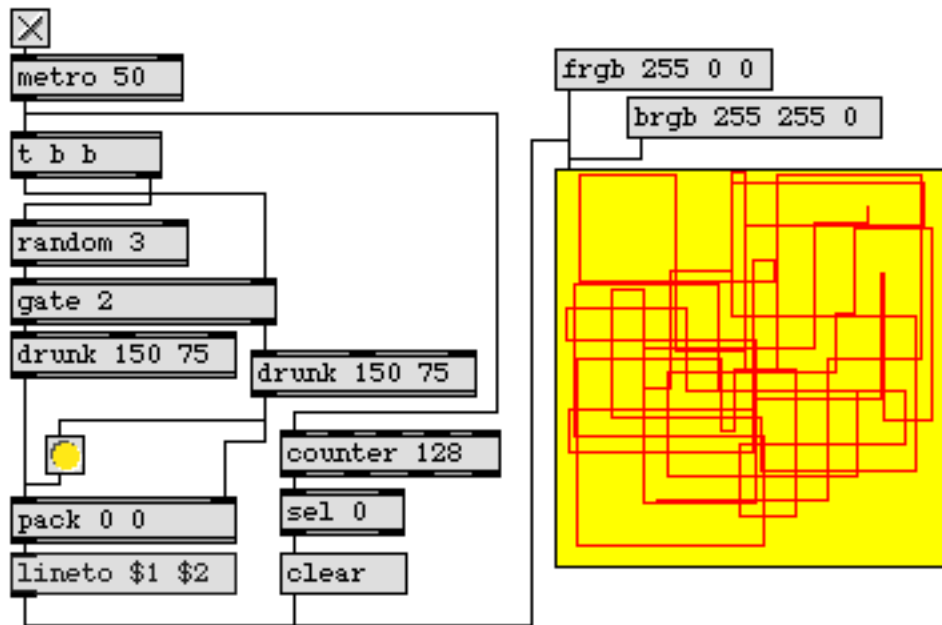 metro 50
t b b
random 3
gate 2
drunk 150 75
drunk 150 75
pack 0 0
lineto $1 $2
counter 128
sel 0
clear
frgb 255 0 0
brgb 255 255 0